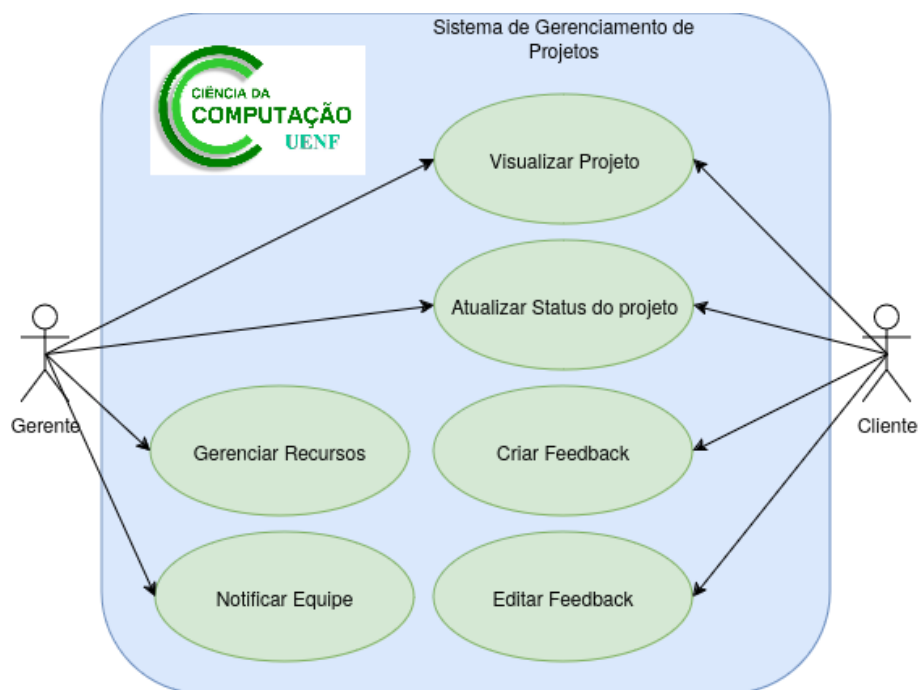 Sistema de Gerenciamento de
Projetos
CIÊNCIA DA
COMPUTAÇÃO
UENF
Visualizar Projeto
Atualizar Status do projeto
Gerente
Cliente
Gerenciar Recursos
Criar Feedback
Notificar Equipe
Editar Feedback